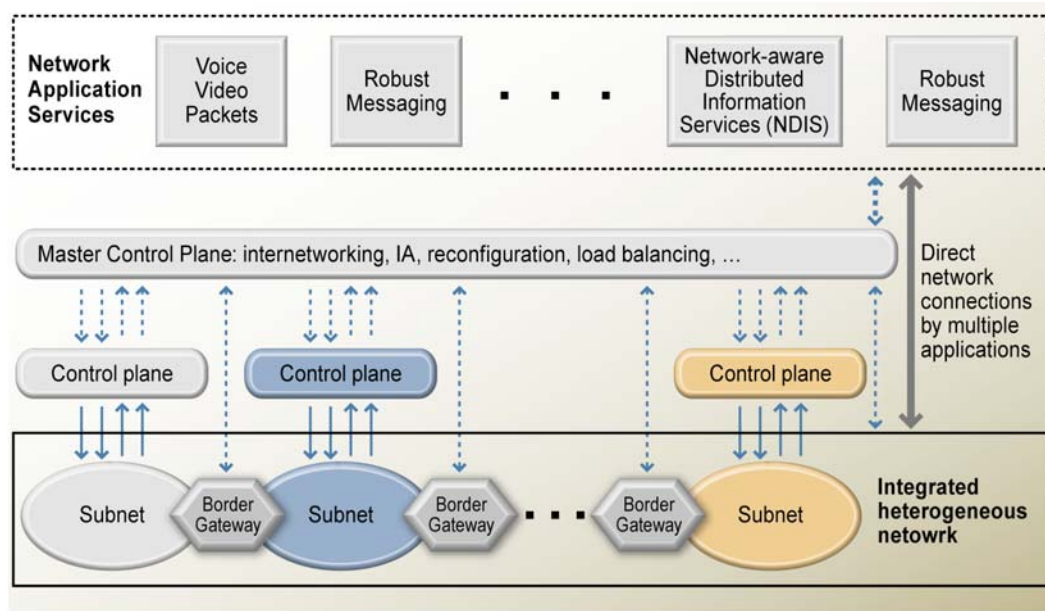 Network
Application
Services
Voice
Video
Packets
Robust
Messaging
Network-aware
Distributed
Information
Services (NDIS)
Robust
Messaging
Master Control Plane: internetworking, IA, reconfiguration, load balancing, …
Direct
network
connections
by multiple
applications
Control plane
Control plane
Control plane
Subnet
Border
Gateway
Subnet
Border
Gateway
Border
Gateway
Subnet
Integrated
heterogeneous
netowrk